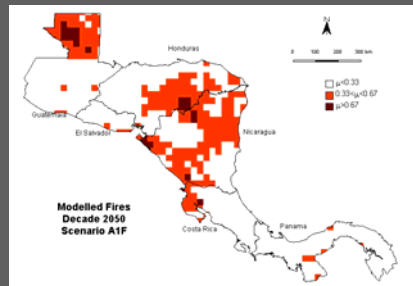 N
Honduras
0 100 200 300 km
μ<0.33
0.33<μ<0.67
μ>0.67
Guatemala
El Salvador
Nicaragua
Modelled Fires
Decade 2050
Scenario A1F
Costa Rica
Panama